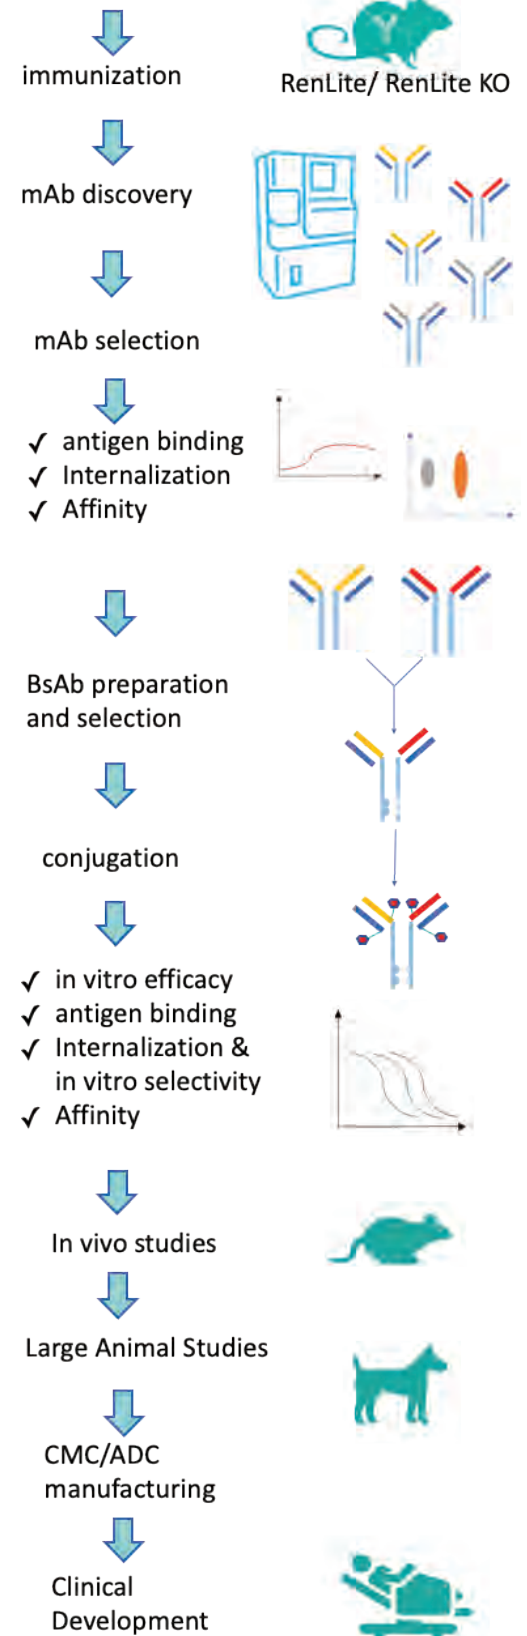 immunization
RenLite/ RenLite KO
mAb discovery
mAb selection
✓ antigen binding
✓ Internalization
✓ Affinity
BsAb preparation
and selection
conjugation
✓ in vitro efficacy
✓ antigen binding
✓ Internalization &
in vitro selectivity
✓ Affinity
In vivo studies
Large Animal Studies
CMC/ADC
manufacturing
Clinical
Development